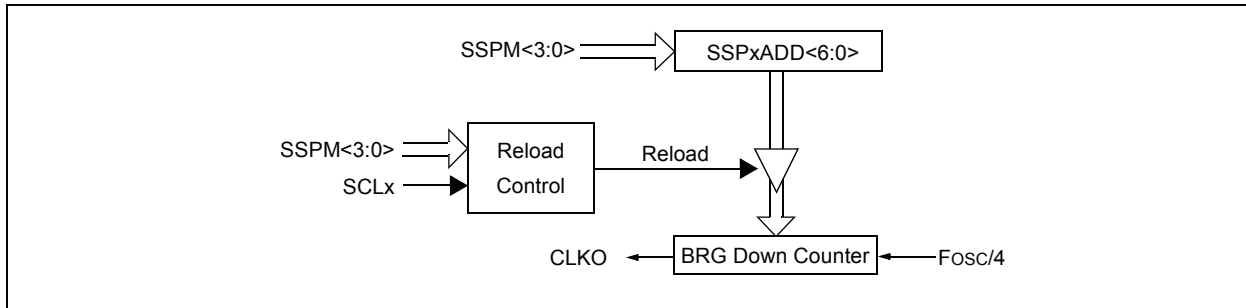 SSPM<3:0>
SSPxADD<6:0>
SSPM<3:0>
SCLx
Reload
Control
Reload
CLKO
BRG Down Counter
FOSC/4